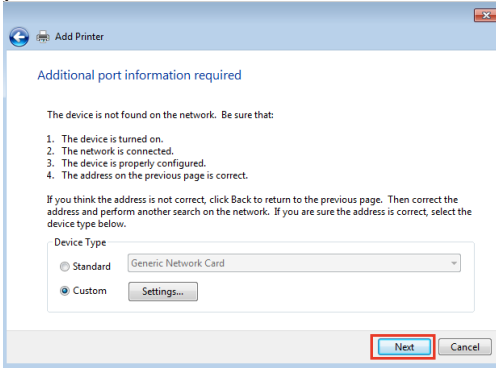 Add Printer
Additional port information required
The device is not found on the network. Be sure that:
1. The device is turned on.
2. The network is connected.
3. The device is properly configured.
4. The address on the previous page is correct.
If you think the address is not correct, click Back to return to the previous page. Then correct the
address and perform another search on the network. If you are sure the address is correct, select the
device type below.
Device Type
Standard Generic Network Card
Custom Settings...
Next Cancel